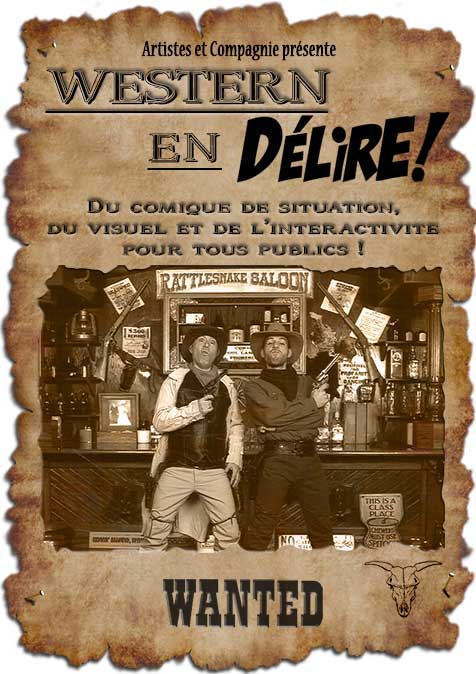 Artistes et Compagnie présente
WESTERN
EN DÉLIRE!
DU COMIQUE DE SITUATION,
DU VISUEL ET DE L'INTERACTIVITE
POUR TOUS PUBLICS !
RATTLESNAKE SALOON
THIS IS A
CLASS PLACE
WANTED